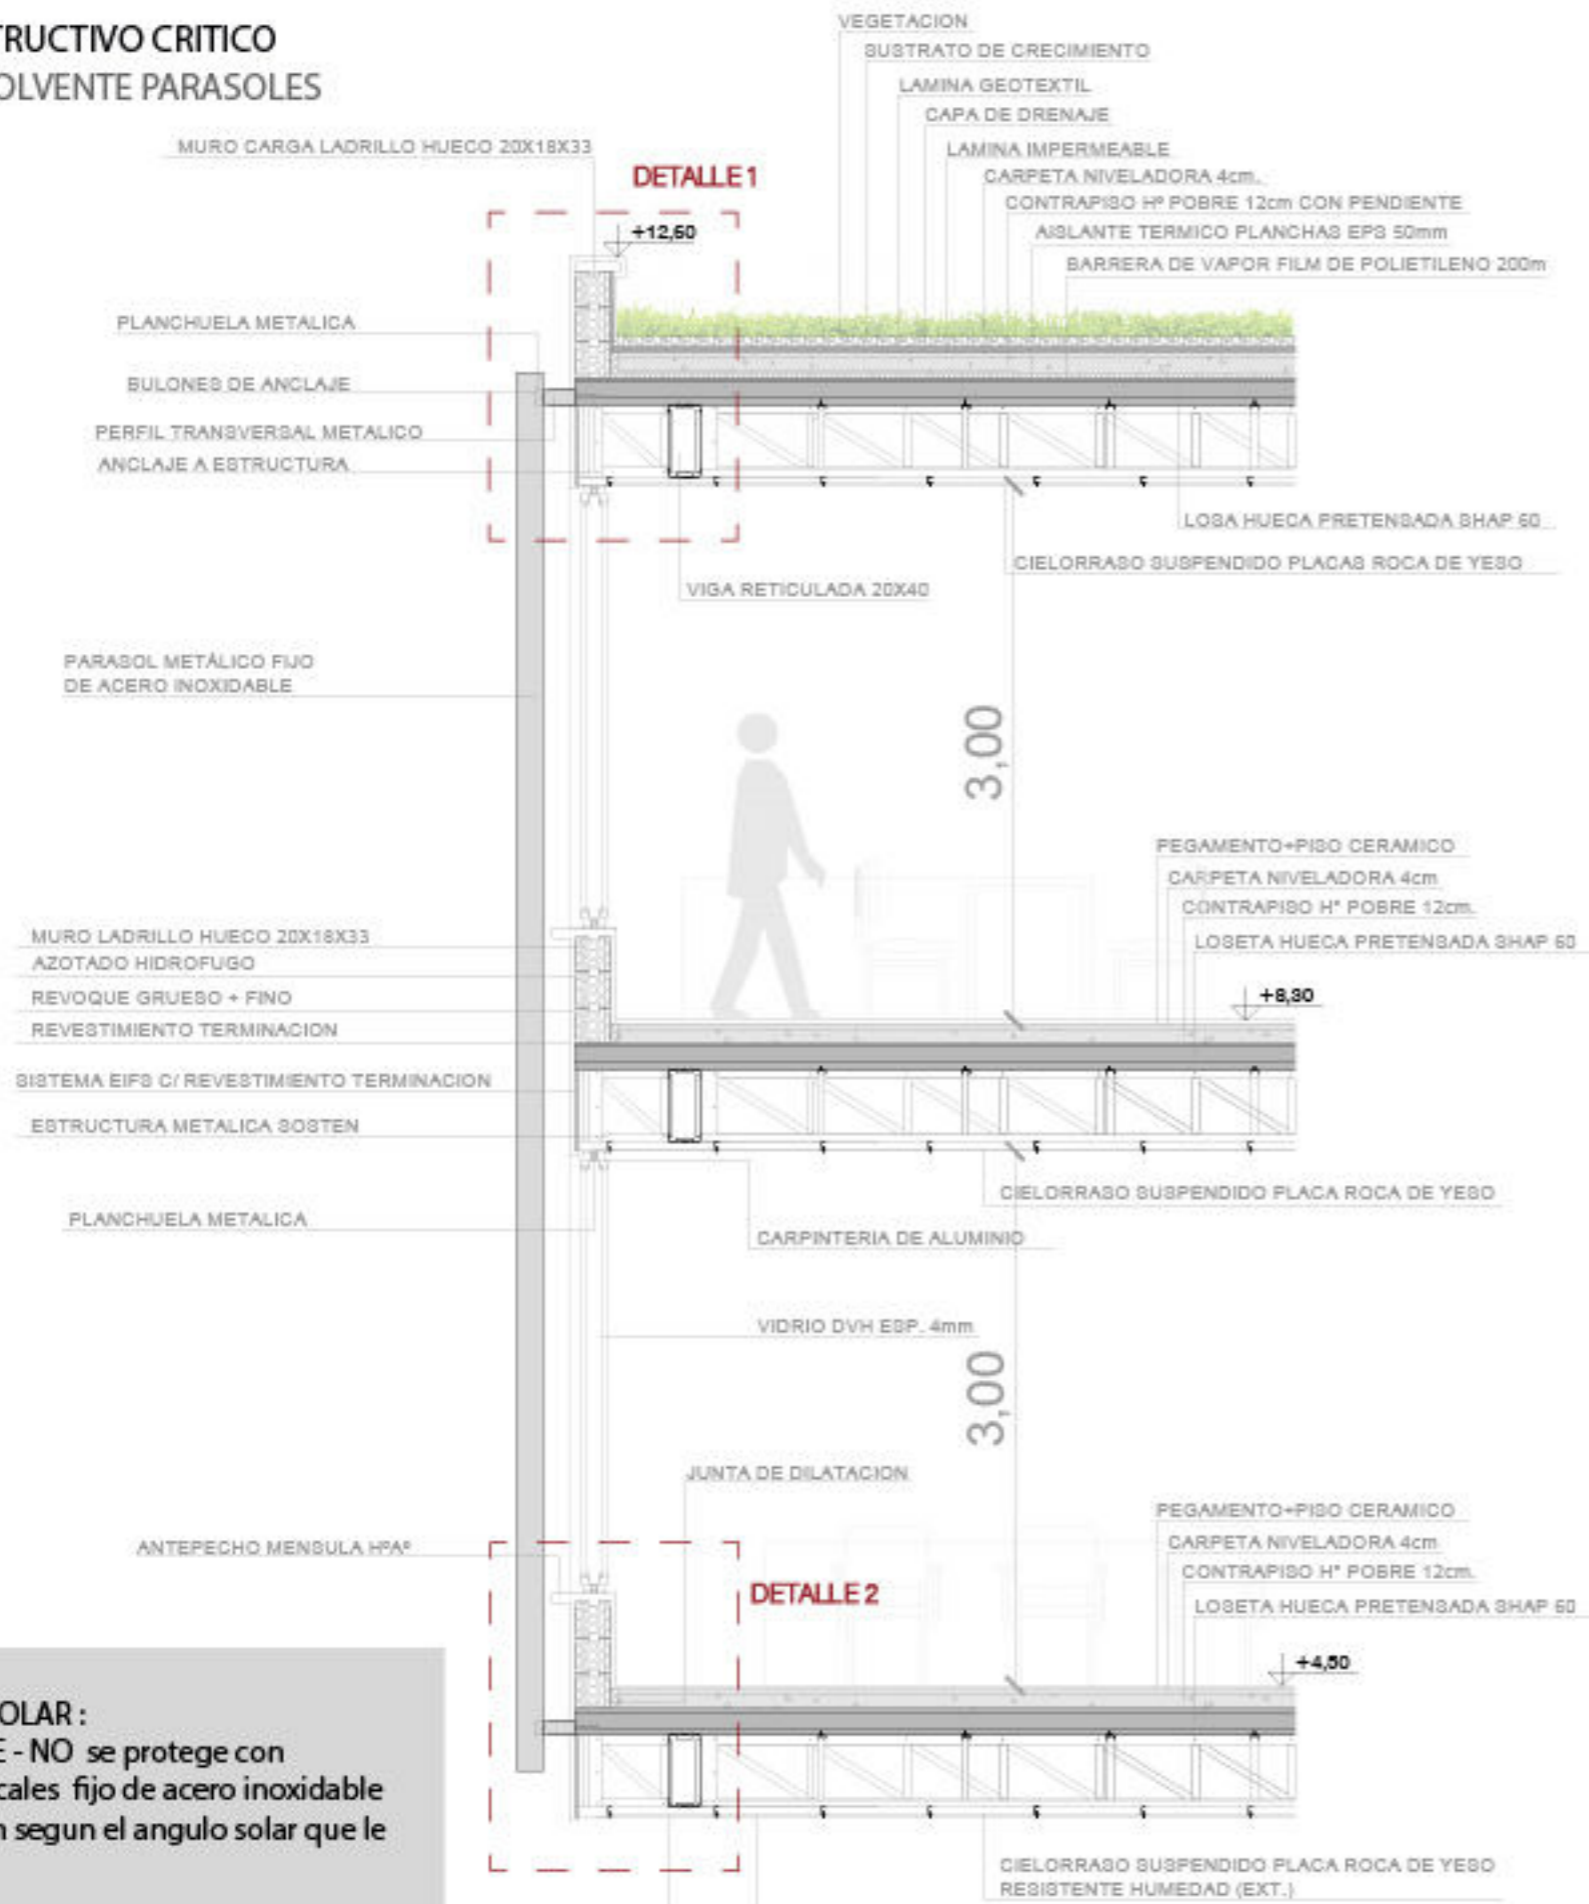 TRUCTIVO CRITICO
OLVENTE PARASOLES
VEGETACION
SUSTRATO DE CRECIMIENTO
LAMINA GEOTEXTIL
CAPA DE DRENAJE
LAMINA IMPERMEABLE
CARPETA NIVELADORA 4cm.
CONTRAPISO Hº POBRE 12cm CON PENDIENTE
AISLANTE TERMICO PLANCHAS EPS 50mm
BARRERA DE VAPOR FILM DE POLIETILENO 200m
MURO CARGA LADRILLO HUECO 20X18X33
DETALLE 1
+12,50
PLANCHUELA METALICA
BULONES DE ANCLAJE
PERFIL TRANSVERSAL METALICO
ANCLAJE A ESTRUCTURA
LOSA HUECA PRETENSADA SHAP 60
CIELORRASO SUSPENDIDO PLACAS ROCA DE YESO
VIGA RETICULADA 20X40
PARASOL METÁLICO FIJO
DE ACERO INOXIDABLE
3,00
PEGAMENTO+PISO CERAMICO
CARPETA NIVELADORA 4cm
CONTRAPISO H° POBRE 12cm.
LOSETA HUECA PRETENSADA SHAP 60
+8,30
MURO LADRILLO HUECO 20X18X33
AZOTADO HIDROFUGO
REVOQUE GRUESO + FINO
REVESTIMIENTO TERMINACION
SISTEMA EIFS C/ REVESTIMIENTO TERMINACION
ESTRUCTURA METALICA SOSTEN
PLANCHUELA METALICA
CIELORRASO SUSPENDIDO PLACA ROCA DE YESO
CARPINTERIA DE ALUMINIO
VIDRIO DVH ESP. 4mm
3,00
JUNTA DE DILATACION
ANTEPECHO MENSULA HºAº
DETALLE 2
PEGAMENTO+PISO CERAMICO
CARPETA NIVELADORA 4cm
CONTRAPISO H° POBRE 12cm.
LOSETA HUECA PRETENSADA SHAP 60
+4,50
OLAR :
E - NO se protege con
cales fijo de acero inoxidable
n segun el angulo solar que le
CIELORRASO SUSPENDIDO PLACA ROCA DE YESO
RESISTENTE HUMEDAD (EXT.)